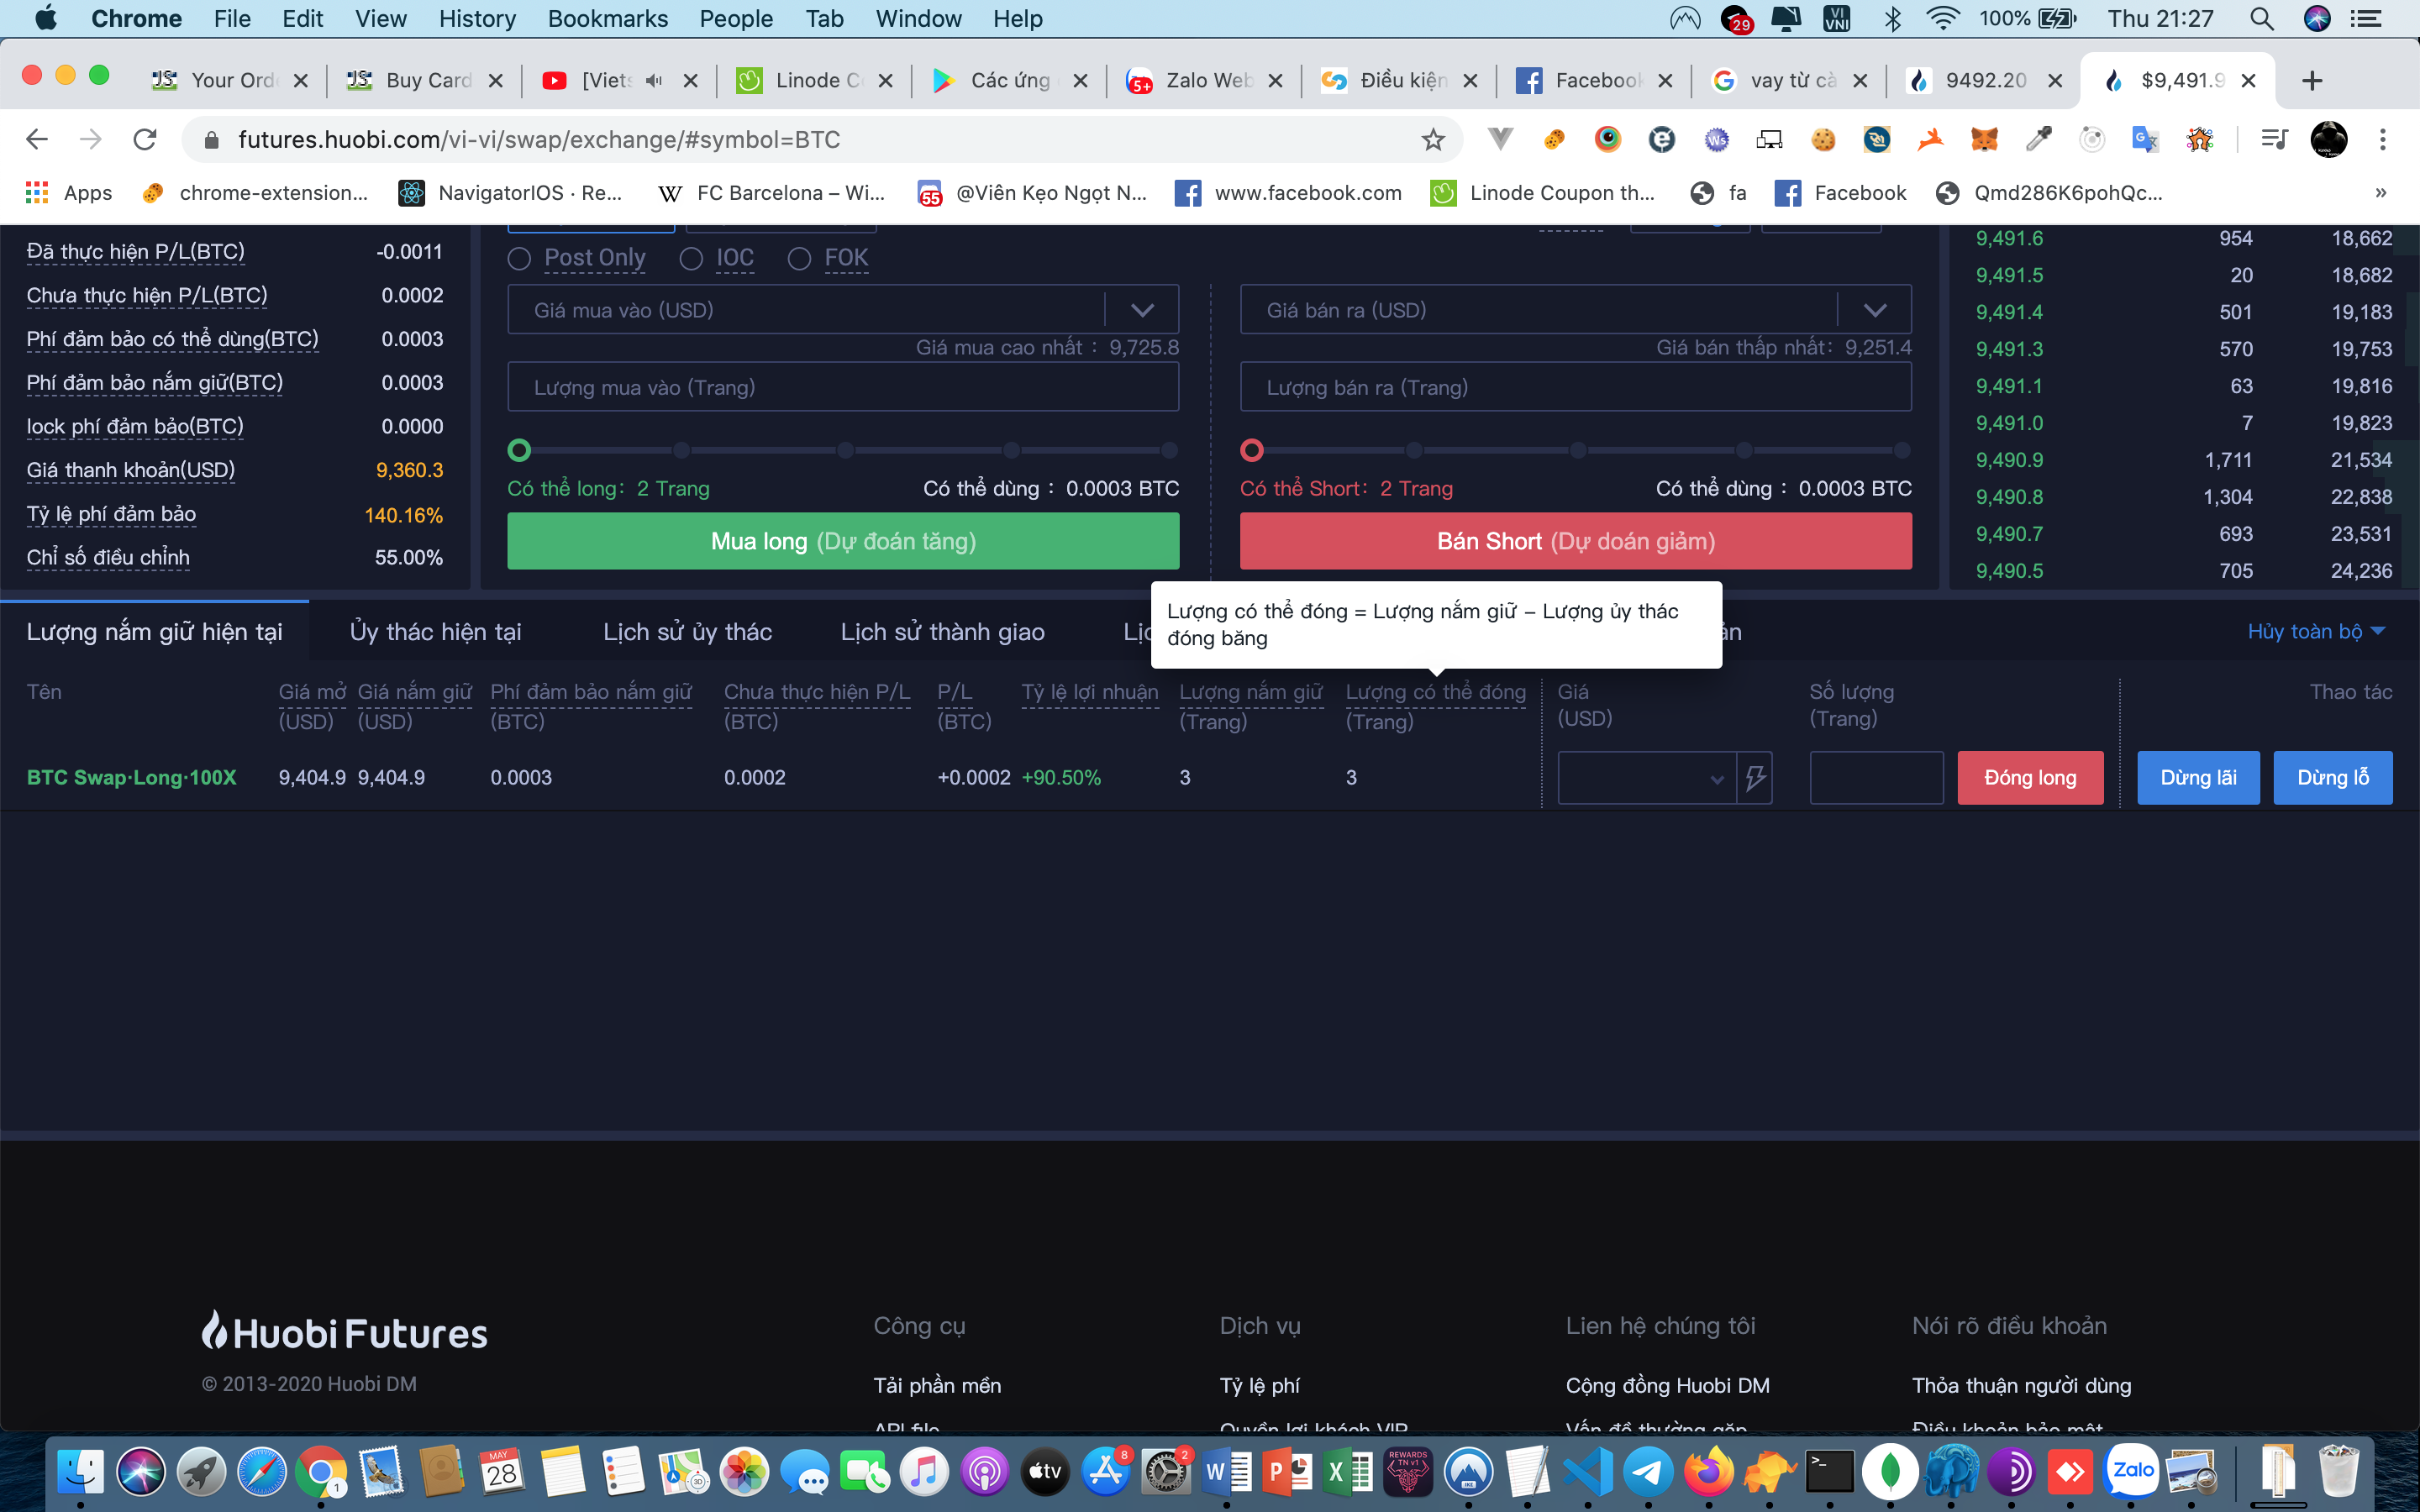 Chrome File Edit View History Bookmarks People Tab Window Help
29 VI VNI 100% Thu 21:27
Your Ord Buy Card [Viets Linode C Các ứng 5+ Zalo Web Điều kiện Facebook vay từ cà 9492.20 $9,491.9
futures.huobi.com/vi-vi/swap/exchange/#symbol=BTC
Apps chrome-extension... NavigatorIOS · Re... FC Barcelona – Wi... 55 @Viên Kẹo Ngọt N... www.facebook.com Linode Coupon th... fa Facebook Qmd286K6pohQc... »
Đã thực hiện P/L(BTC) -0.0011
Chưa thực hiện P/L(BTC) 0.0002
Phí đảm bảo có thể dùng(BTC) 0.0003
Phí đảm bảo nắm giữ(BTC) 0.0003
lock phí đảm bảo(BTC) 0.0000
Giá thanh khoản(USD) 9,360.3
Tỷ lệ phí đảm bảo 140.16%
Chỉ số điều chỉnh 55.00%
Post Only IOC FOK
Giá mua vào (USD)
Giá mua cao nhất : 9,725.8
Lượng mua vào (Trang)
Có thể long: 2 Trang Có thể dùng : 0.0003 BTC
Mua long (Dự đoán tăng)
Giá bán ra (USD)
Giá bán thấp nhất: 9,251.4
Lượng bán ra (Trang)
Có thể Short: 2 Trang Có thể dùng : 0.0003 BTC
Bán Short (Dự doán giảm)
9,491.6 954 18,662
9,491.5 20 18,682
9,491.4 501 19,183
9,491.3 570 19,753
9,491.1 63 19,816
9,491.0 7 19,823
9,490.9 1,711 21,534
9,490.8 1,304 22,838
9,490.7 693 23,531
9,490.5 705 24,236
Lượng có thể đóng = Lượng nắm giữ – Lượng ủy thác
đóng băng
Lượng nắm giữ hiện tại Ủy thác hiện tại Lịch sử ủy thác Lịch sử thành giao Hủy toàn bộ
Tên Giá mở (USD) Giá nắm giữ (USD) Phí đảm bảo nắm giữ (BTC) Chưa thực hiện P/L (BTC) P/L (BTC) Tỷ lệ lợi nhuận Lượng nắm giữ (Trang) Lượng có thể đóng (Trang) Giá (USD) Số lượng (Trang) Thao tác
BTC Swap·Long·100X 9,404.9 9,404.9 0.0003 0.0002 +0.0002 +90.50% 3 3 Đóng long Dừng lãi Dừng lỗ
Huobi Futures
© 2013-2020 Huobi DM
Công cụ
Tải phần mền
API file
Dịch vụ
Tỷ lệ phí
Quyền lợi khách VIP
Lien hệ chúng tôi
Cộng đồng Huobi DM
Vấn đề thường gặp
Nói rõ điều khoản
Thỏa thuận người dùng
Điều khoản bảo mật
1 MAY 28 3D tv 8 2 W P X REWARDS TN v1 IKE >_ Zalo